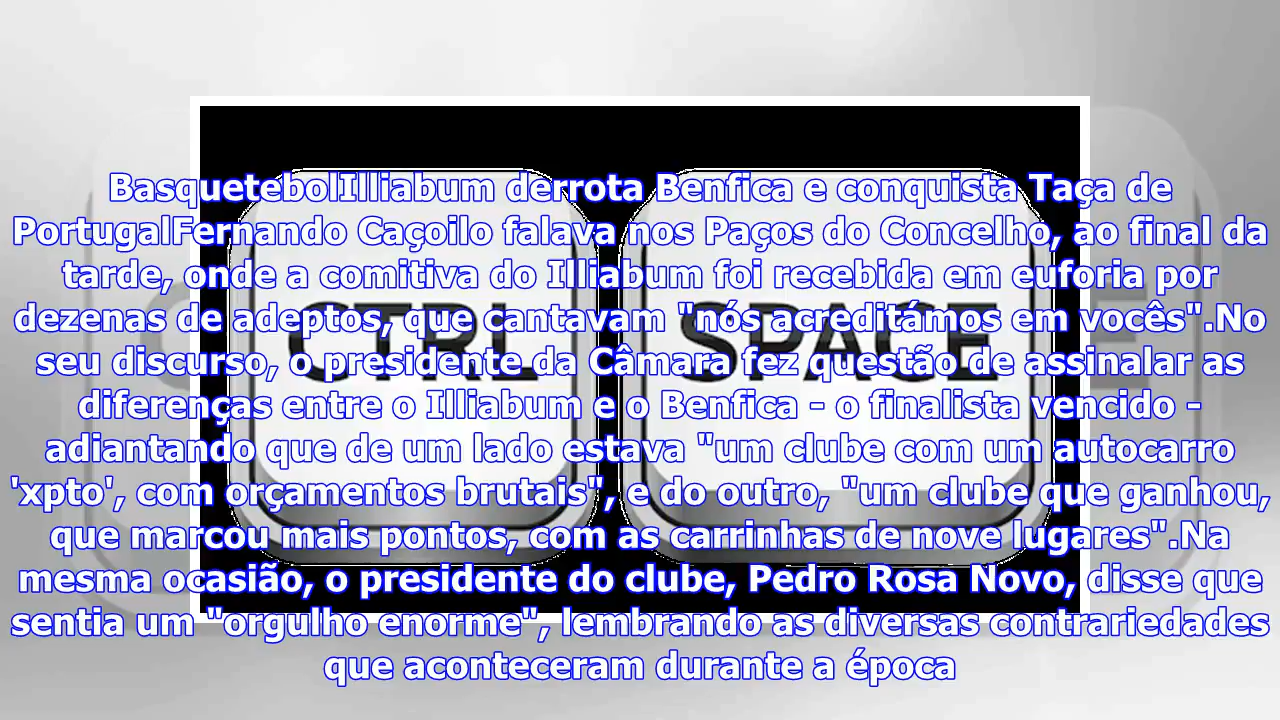 BasquetebolIlliabum derrota Benfica e conquista Taça de
PortugalFernando Caçoilo falava nos Paços do Concelho, ao final da
tarde, onde a comitiva do Illiabum foi recebida em euforia por
dezenas de adeptos, que cantavam "nós acreditámos em vocês".No
seu discurso, o presidente da Câmara fez questão de assinalar as
diferenças entre o Illiabum e o Benfica - o finalista vencido -
adiantando que de um lado estava "um clube com um autocarro
'xpto', com orçamentos brutais", e do outro, "um clube que ganhou,
que marcou mais pontos, com as carrinhas de nove lugares".Na
mesma ocasião, o presidente do clube, Pedro Rosa Novo, disse que
sentia um "orgulho enorme", lembrando as diversas contrariedades
que aconteceram durante a época
CTRL SPACE